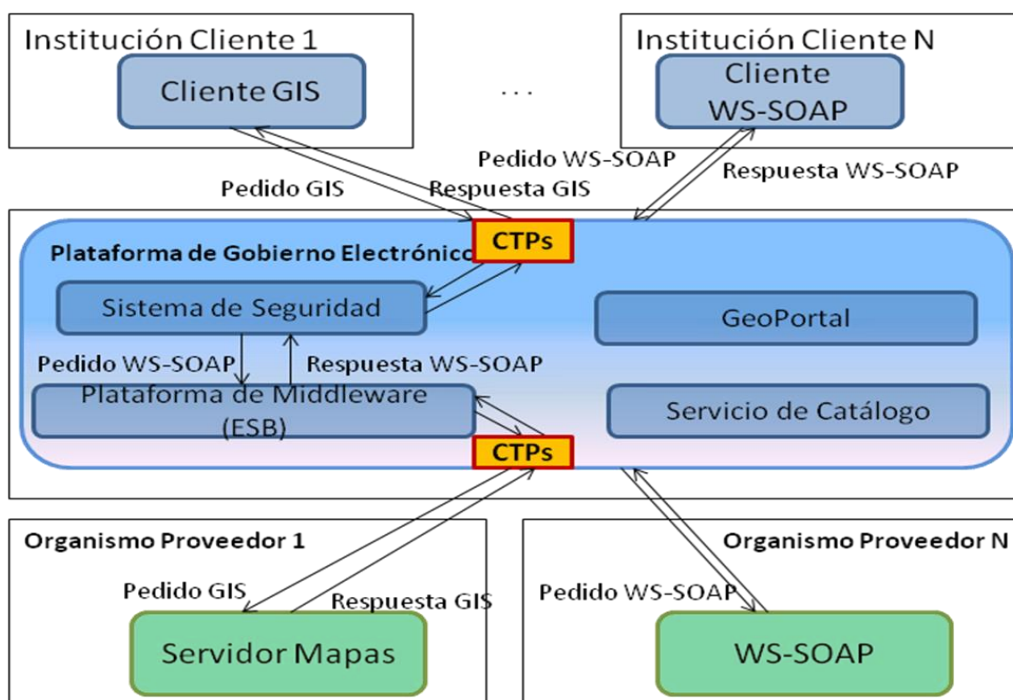 Institución Cliente 1
Cliente GIS
...
Institución Cliente N
Cliente
WS-SOAP
Pedido WS-SOAP
Respuesta WS-SOAP
Pedido GIS
Respuesta GIS
CTPs
Plataforma de Gobierno Electrónico
Sistema de Seguridad
GeoPortal
Pedido WS-SOAP
Respuesta WS-SOAP
Plataforma de Middleware
(ESB)
Servicio de Catálogo
CTPs
Organismo Proveedor 1
Organismo Proveedor N
Pedido GIS
Respuesta GIS
Pedido WS-SOAP
Servidor Mapas
WS-SOAP